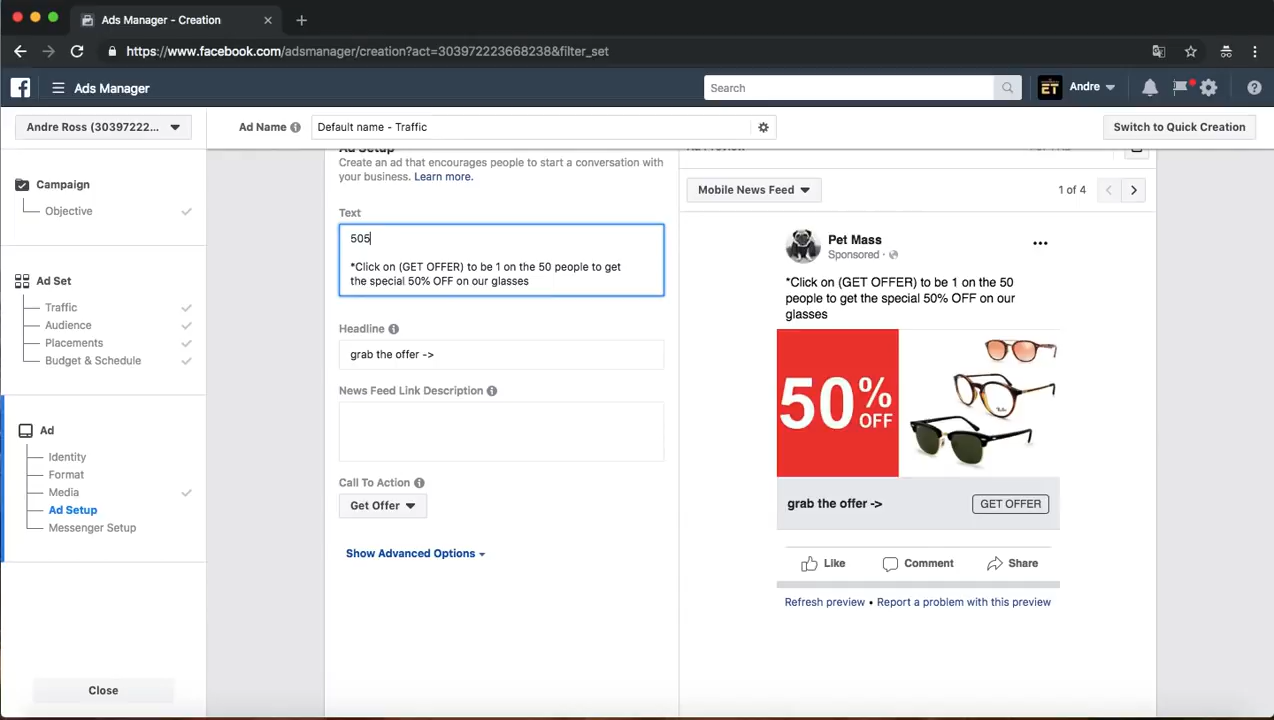 Ads Manager - Creation
https://www.facebook.com/adsmanager/creation?act=303972223668238&filter_set
Ads Manager
Search
ET
Andre
Andre Ross (30397222...
Ad Name
Default name - Traffic
Switch to Quick Creation
Campaign
Objective
Ad Set
Traffic
Audience
Placements
Budget & Schedule
Ad
Identity
Format
Media
Ad Setup
Messenger Setup
Close
Ad Setup
Create an ad that encourages people to start a conversation with
your business. Learn more.
Text
505
*Click on (GET OFFER) to be 1 on the 50 people to get
the special 50% OFF on our glasses
Headline
grab the offer ->
News Feed Link Description
Call To Action
Get Offer
Show Advanced Options
Mobile News Feed
1 of 4
Pet Mass
Sponsored ·
*Click on (GET OFFER) to be 1 on the 50
people to get the special 50% OFF on our
glasses
50%
OFF
grab the offer ->
GET OFFER
Like
Comment
Share
Refresh preview • Report a problem with this preview